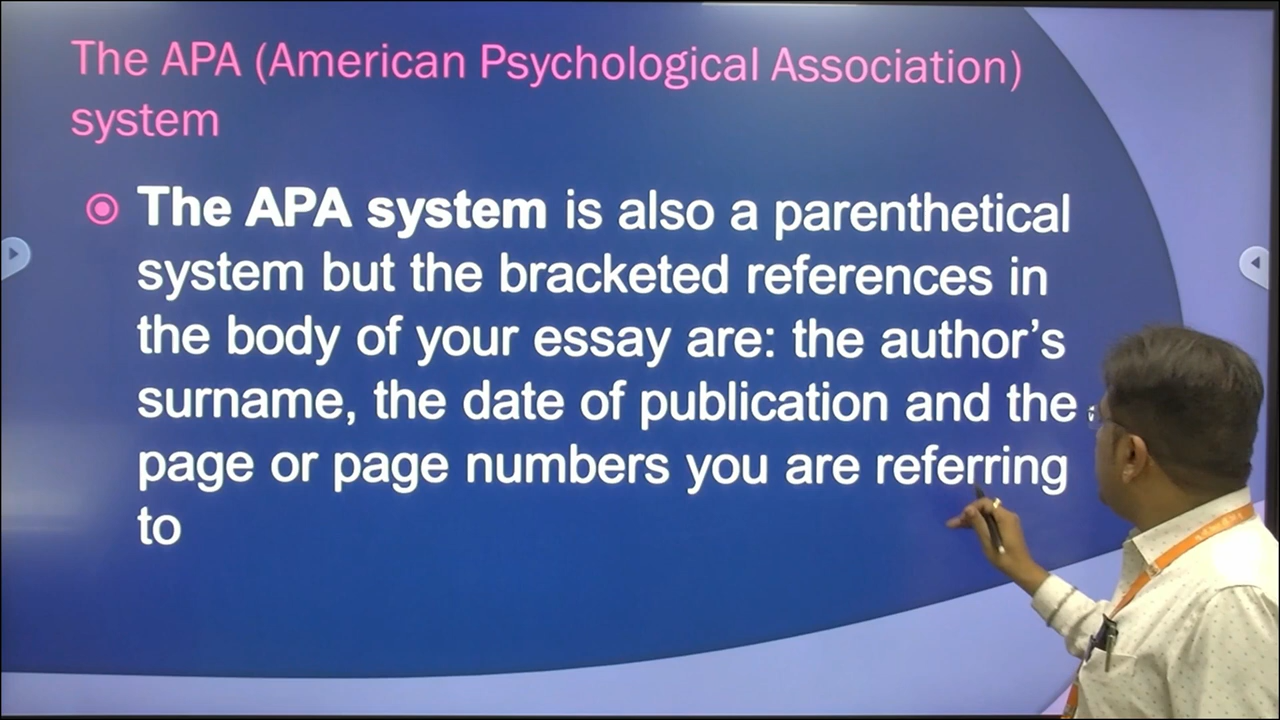 The APA (American Psychological Association)
system
The APA system is also a parenthetical
system but the bracketed references in
the body of your essay are: the author’s
surname, the date of publication and the
page or page numbers you are referring
to